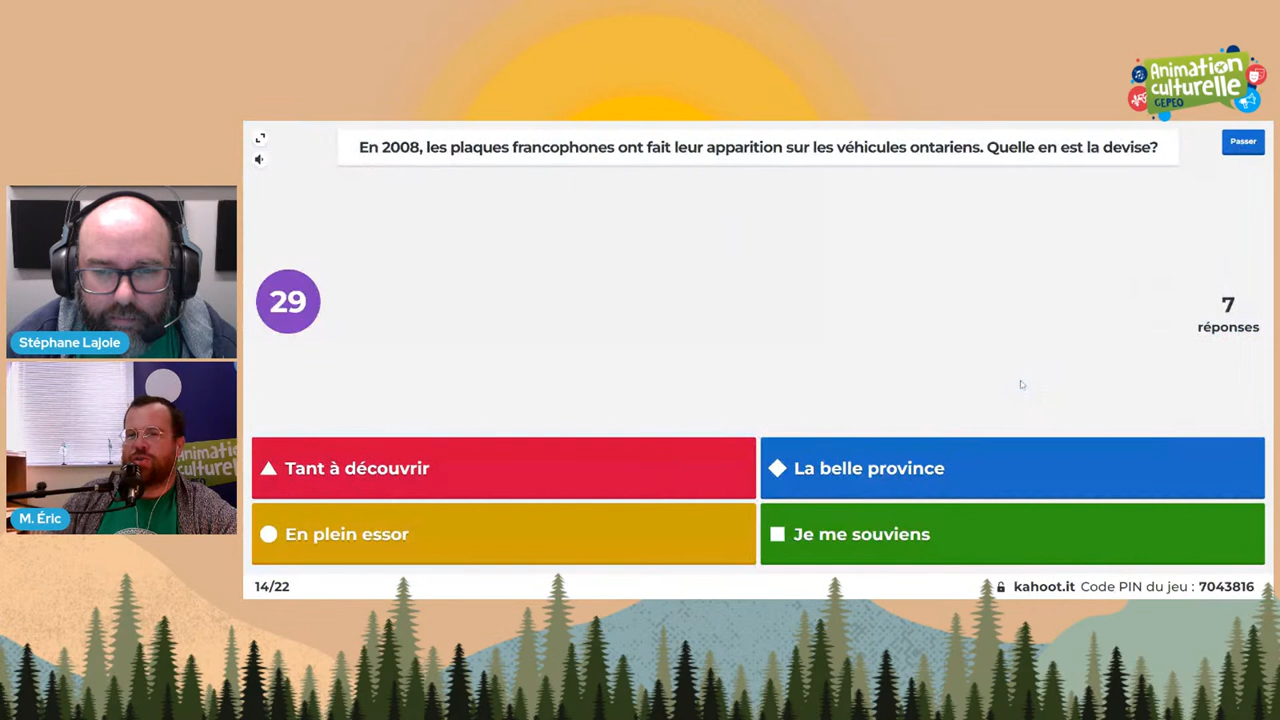 Animation
culturelle
CEPEO
En 2008, les plaques francophones ont fait leur apparition sur les véhicules ontariens. Quelle en est la devise?
Passer
29
7
réponses
Stéphane Lajoie
Animation
culturelle
M. Éric
Tant à découvrir
La belle province
En plein essor
Je me souviens
14/22
kahoot.it Code PIN du jeu : 7043816